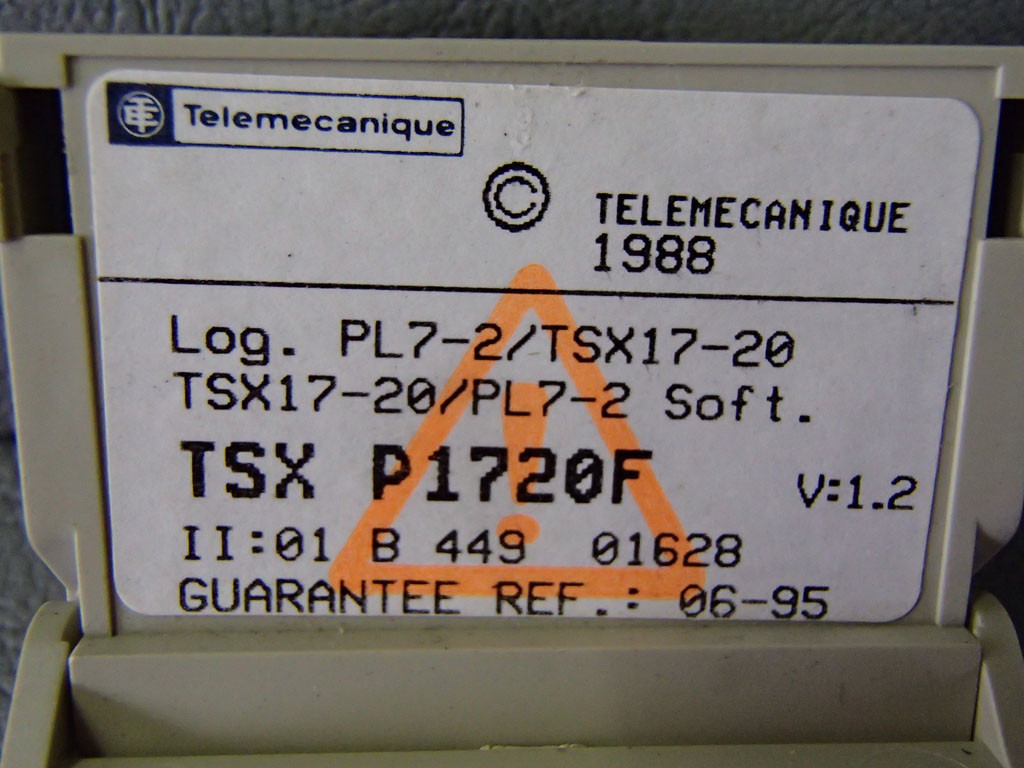 Telemecanique
© TELEMECANIQUE
1988
Log. PL7-2/TSX17-20
TSX17-20/PL7-2 Soft.
TSX P1720F V:1.2
II:01 B 449 01628
GUARANTEE REF.: 06-95